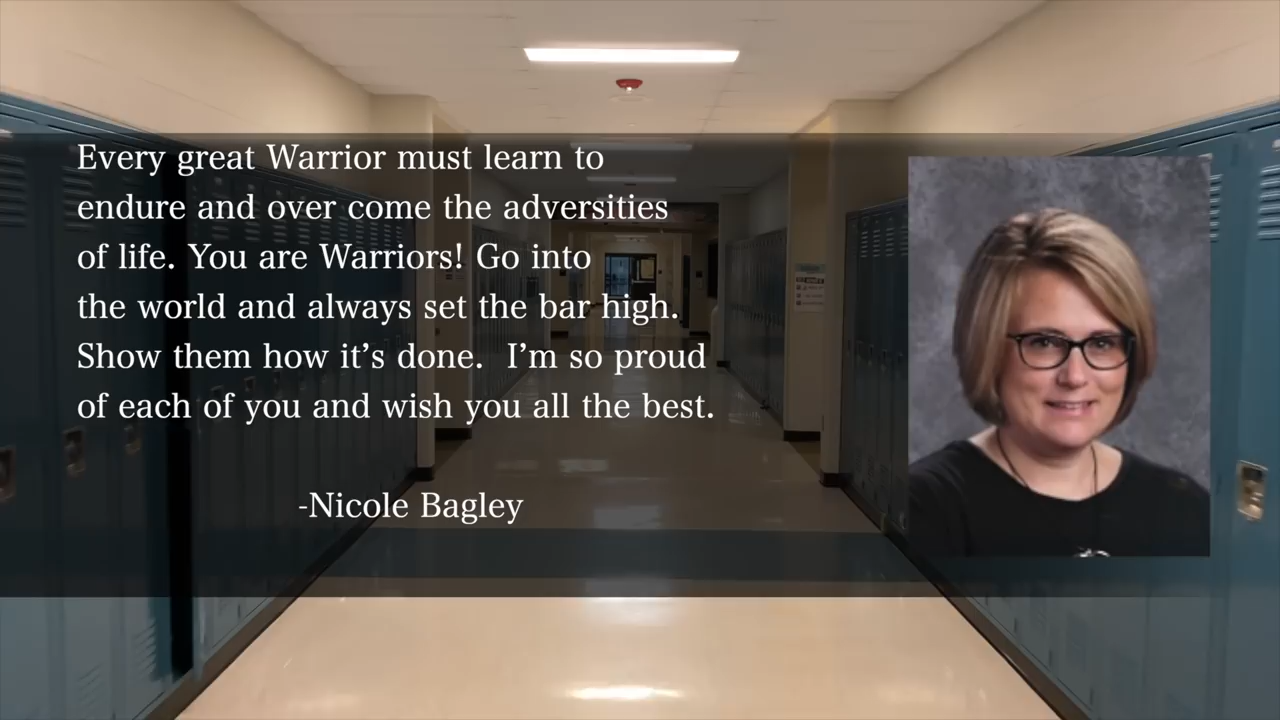 Every great Warrior must learn to
endure and over come the adversities
of life. You are Warriors! Go into
the world and always set the bar high.
Show them how it’s done.  I’m so proud
of each of you and wish you all the best.
-Nicole Bagley